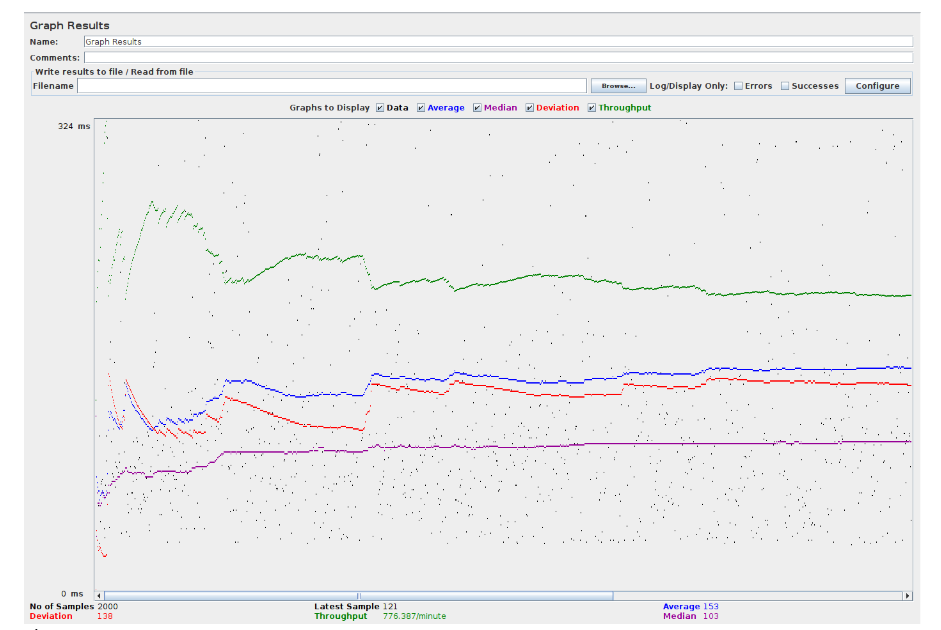 Graph Results
Name: Graph Results
Comments:
Write results to file / Read from file
Filename Browse... Log/Display Only: Errors Successes Configure
Graphs to Display Data Average Median Deviation Throughput
324 ms
0 ms
No of Samples 2000 Latest Sample 121 Average 153
Deviation 138 Throughput 776.387/minute Median 103